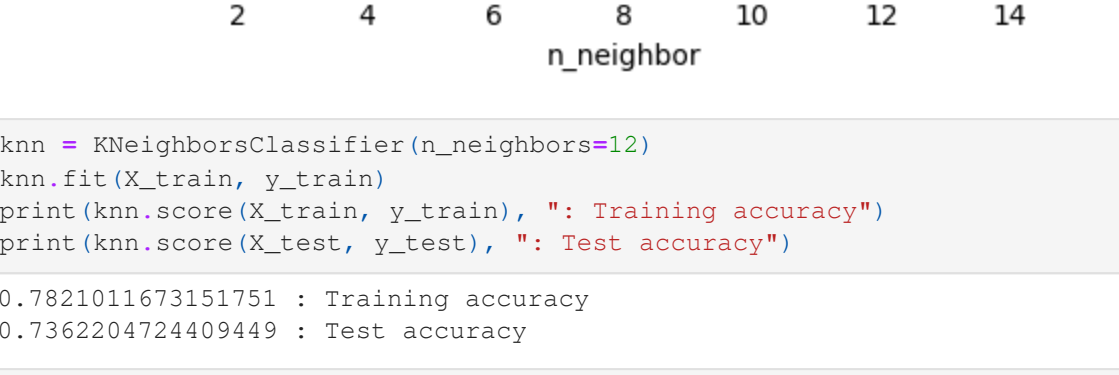 2 4 6 8 10 12 14
n_neighbor
knn = KNeighborsClassifier(n_neighbors=12)
knn.fit(X_train, y_train)
print(knn.score(X_train, y_train), ": Training accuracy")
print(knn.score(X_test, y_test), ": Test accuracy")
0.7821011673151751 : Training accuracy
0.7362204724409449 : Test accuracy